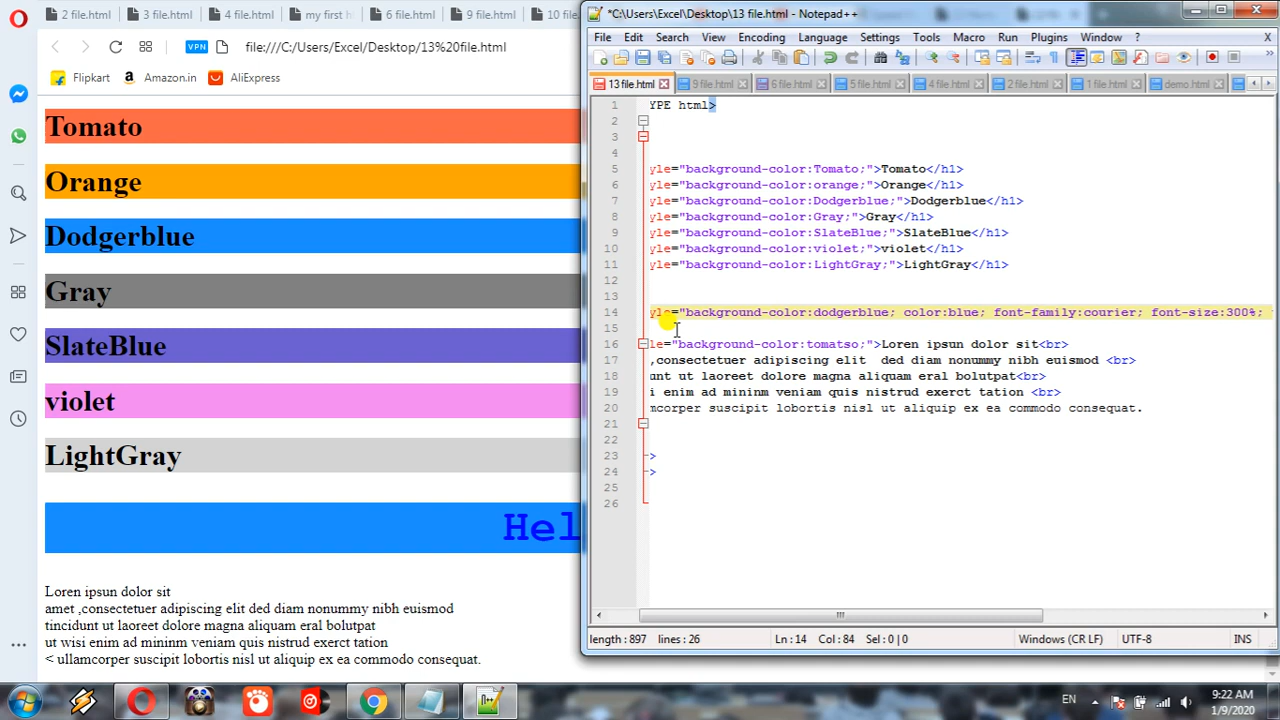 2 file.html
3 file.html
4 file.html
my first h
6 file.html
9 file.html
10 file
VPN
file:///C:/Users/Excel/Desktop/13%20file.html
Flipkart
Amazon.in
AliExpress
Tomato
Orange
Dodgerblue
Gray
SlateBlue
violet
LightGray
Hel
Loren ipsun dolor sit
amet ,consectetuer adipiscing elit ded diam nonummy nibh euismod
tincidunt ut laoreet dolore magna aliquam eral bolutpat
ut wisi enim ad mininm veniam quis nistrud exerct tation
< ullamcorper suscipit lobortis nisl ut aliquip ex ea commodo consequat.
*C:\Users\Excel\Desktop\13 file.html - Notepad++
File Edit Search View Encoding Language Settings Tools Macro Run Plugins Window ? X
13 file.html
9 file.html
6 file.html
5 file.html
4 file.html
2 file.html
1 file.html
demo.html
1 YPE html>
2
3
4
5 yle="background-color:Tomato;">Tomato</h1>
6 yle="background-color:orange;">Orange</h1>
7 yle="background-color:Dodgerblue;">Dodgerblue</h1>
8 yle="background-color:Gray;">Gray</h1>
9 yle="background-color:SlateBlue;">SlateBlue</h1>
10 yle="background-color:violet;">violet</h1>
11 yle="background-color:LightGray;">LightGray</h1>
12
13
14 yle="background-color:dodgerblue; color:blue; font-family:courier; font-size:300%;
15
16 le="background-color:tomatso;">Loren ipsun dolor sit<br>
17 ,consectetuer adipiscing elit  ded diam nonummy nibh euismod <br>
18 unt ut laoreet dolore magna aliquam eral bolutpat<br>
19 i enim ad mininm veniam quis nistrud exerct tation <br>
20 mcorper suscipit lobortis nisl ut aliquip ex ea commodo consequat.
21
22
23 >
24 >
25
26
length : 897 lines : 26 Ln : 14 Col : 84 Sel : 0 | 0 Windows (CR LF) UTF-8 INS
EN
9:22 AM
1/9/2020